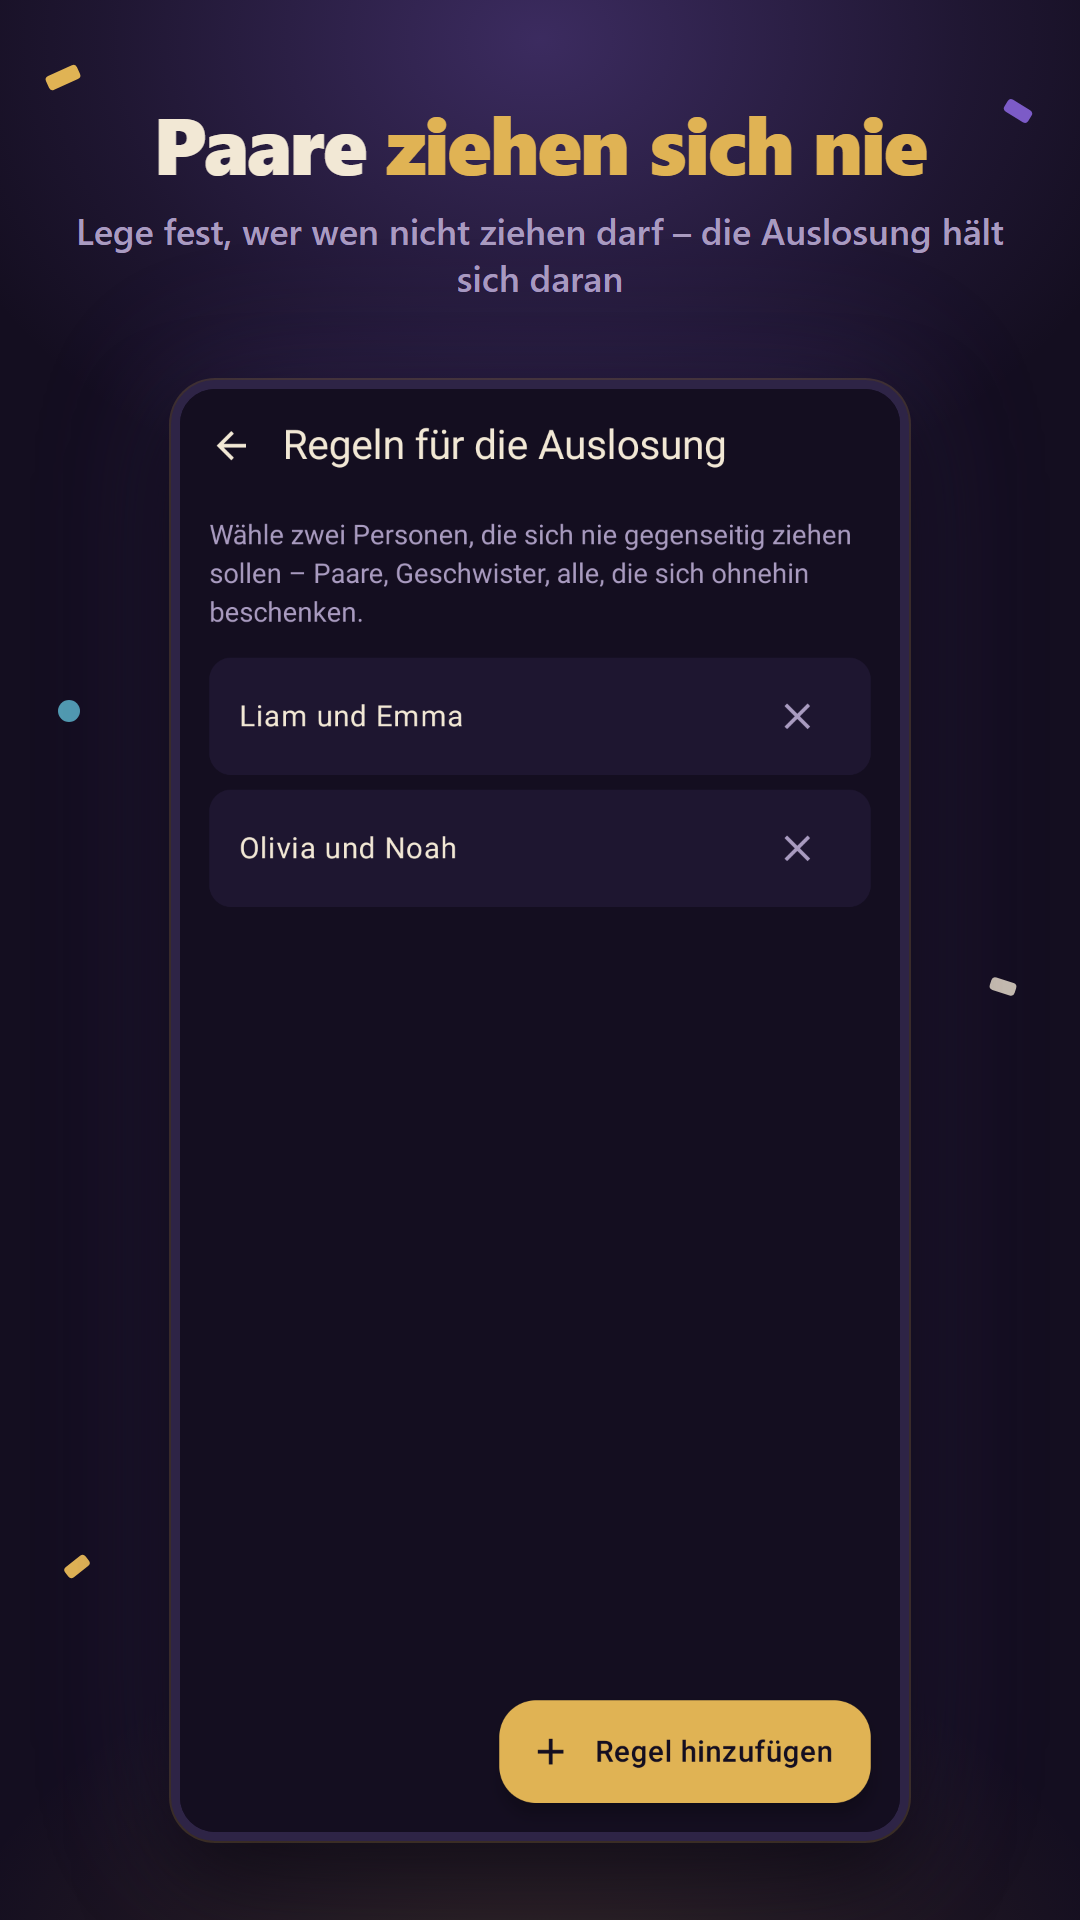 Paare ziehen sich nie
Lege fest, wer wen nicht ziehen darf – die Auslosung hält
sich daran
Regeln für die Auslosung
Wähle zwei Personen, die sich nie gegenseitig ziehen
sollen – Paare, Geschwister, alle, die sich ohnehin
beschenken.
Liam und Emma
Olivia und Noah
Regel hinzufügen